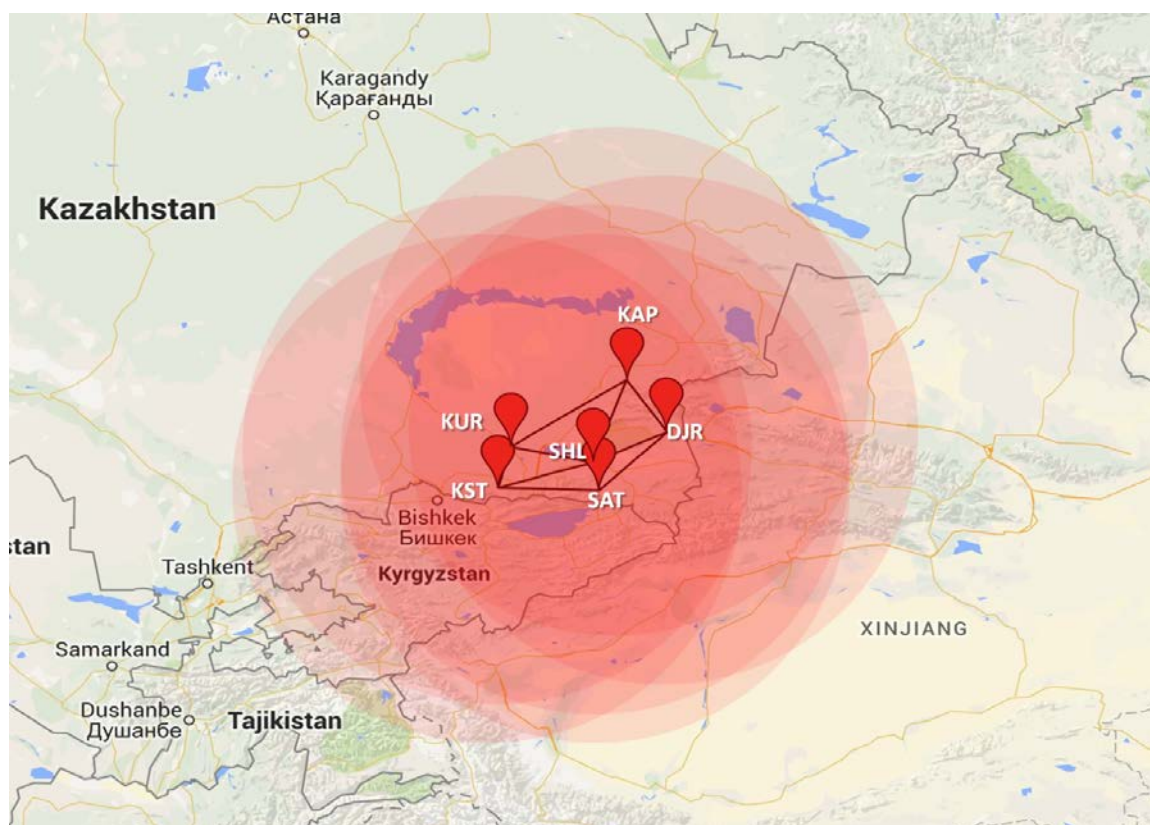 Астана
Karagandy
Қарағанды
Kazakhstan
KAP
KUR
DJR
SHL
KST
SAT
Bishkek
Бишкек
stan
Tashkent
Kyrgyzstan
XINJIANG
Samarkand
Dushanbe
Душанбе
Tajikistan